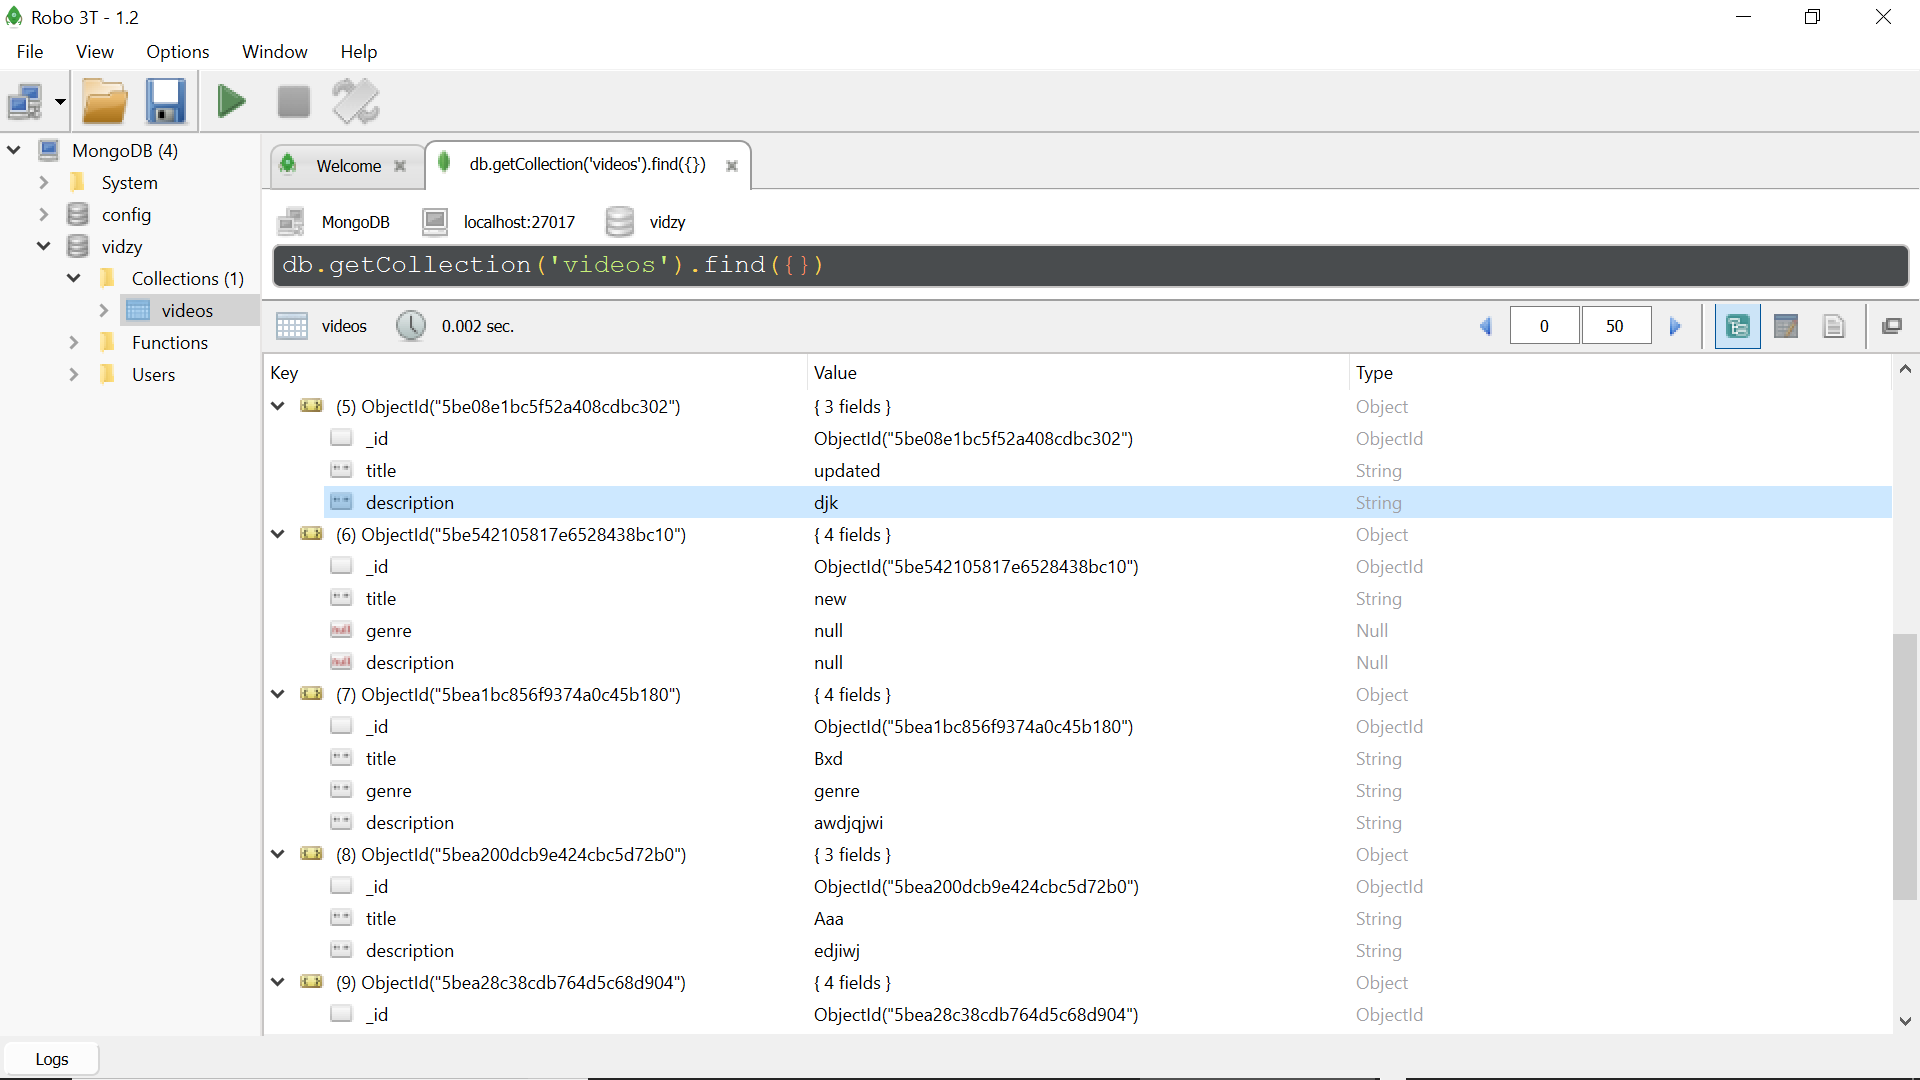 Robo 3T - 1.2
File View Options Window Help
MongoDB (4)
System
config
vidzy
Collections (1)
videos
Functions
Users
Welcome db.getCollection('videos').find({})
MongoDB localhost:27017 vidzy
db.getCollection('videos').find({})
videos 0.002 sec. 0 50
Key Value Type
(5) ObjectId("5be08e1bc5f52a408cdbc302") { 3 fields } Object
_id ObjectId("5be08e1bc5f52a408cdbc302") ObjectId
title updated String
description djk String
(6) ObjectId("5be542105817e6528438bc10") { 4 fields } Object
_id ObjectId("5be542105817e6528438bc10") ObjectId
title new String
null genre null Null
null description null Null
(7) ObjectId("5bea1bc856f9374a0c45b180") { 4 fields } Object
_id ObjectId("5bea1bc856f9374a0c45b180") ObjectId
title Bxd String
genre genre String
description awdjqjwi String
(8) ObjectId("5bea200dcb9e424cbc5d72b0") { 3 fields } Object
_id ObjectId("5bea200dcb9e424cbc5d72b0") ObjectId
title Aaa String
description edjiwj String
(9) ObjectId("5bea28c38cdb764d5c68d904") { 4 fields } Object
_id ObjectId("5bea28c38cdb764d5c68d904") ObjectId
Logs